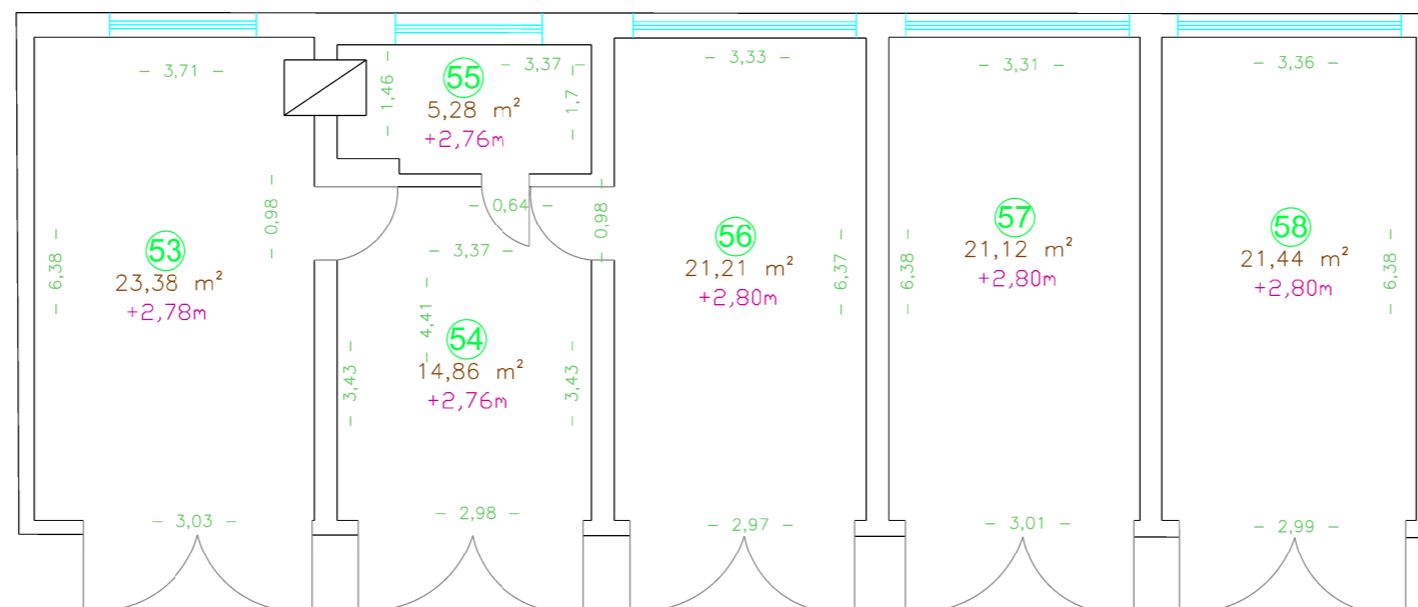 - 3,71 -
- 3,37 -
- 3,33 -
- 3,31 -
- 3,36 -
- 1,46 -
55
- 1,7 -
5,28 m²
+2,76m
- 0,98 -
- 0,64 -
- 0,98 -
53
23,38 m²
+2,78m
- 6,38 -
- 3,37 -
- 4,41 -
54
14,86 m²
+2,76m
- 3,43 -
- 3,43 -
56
21,21 m²
+2,80m
- 6,37 -
57
21,12 m²
+2,80m
- 6,38 -
58
21,44 m²
+2,80m
- 6,38 -
- 3,03 -
- 2,98 -
- 2,97 -
- 3,01 -
- 2,99 -